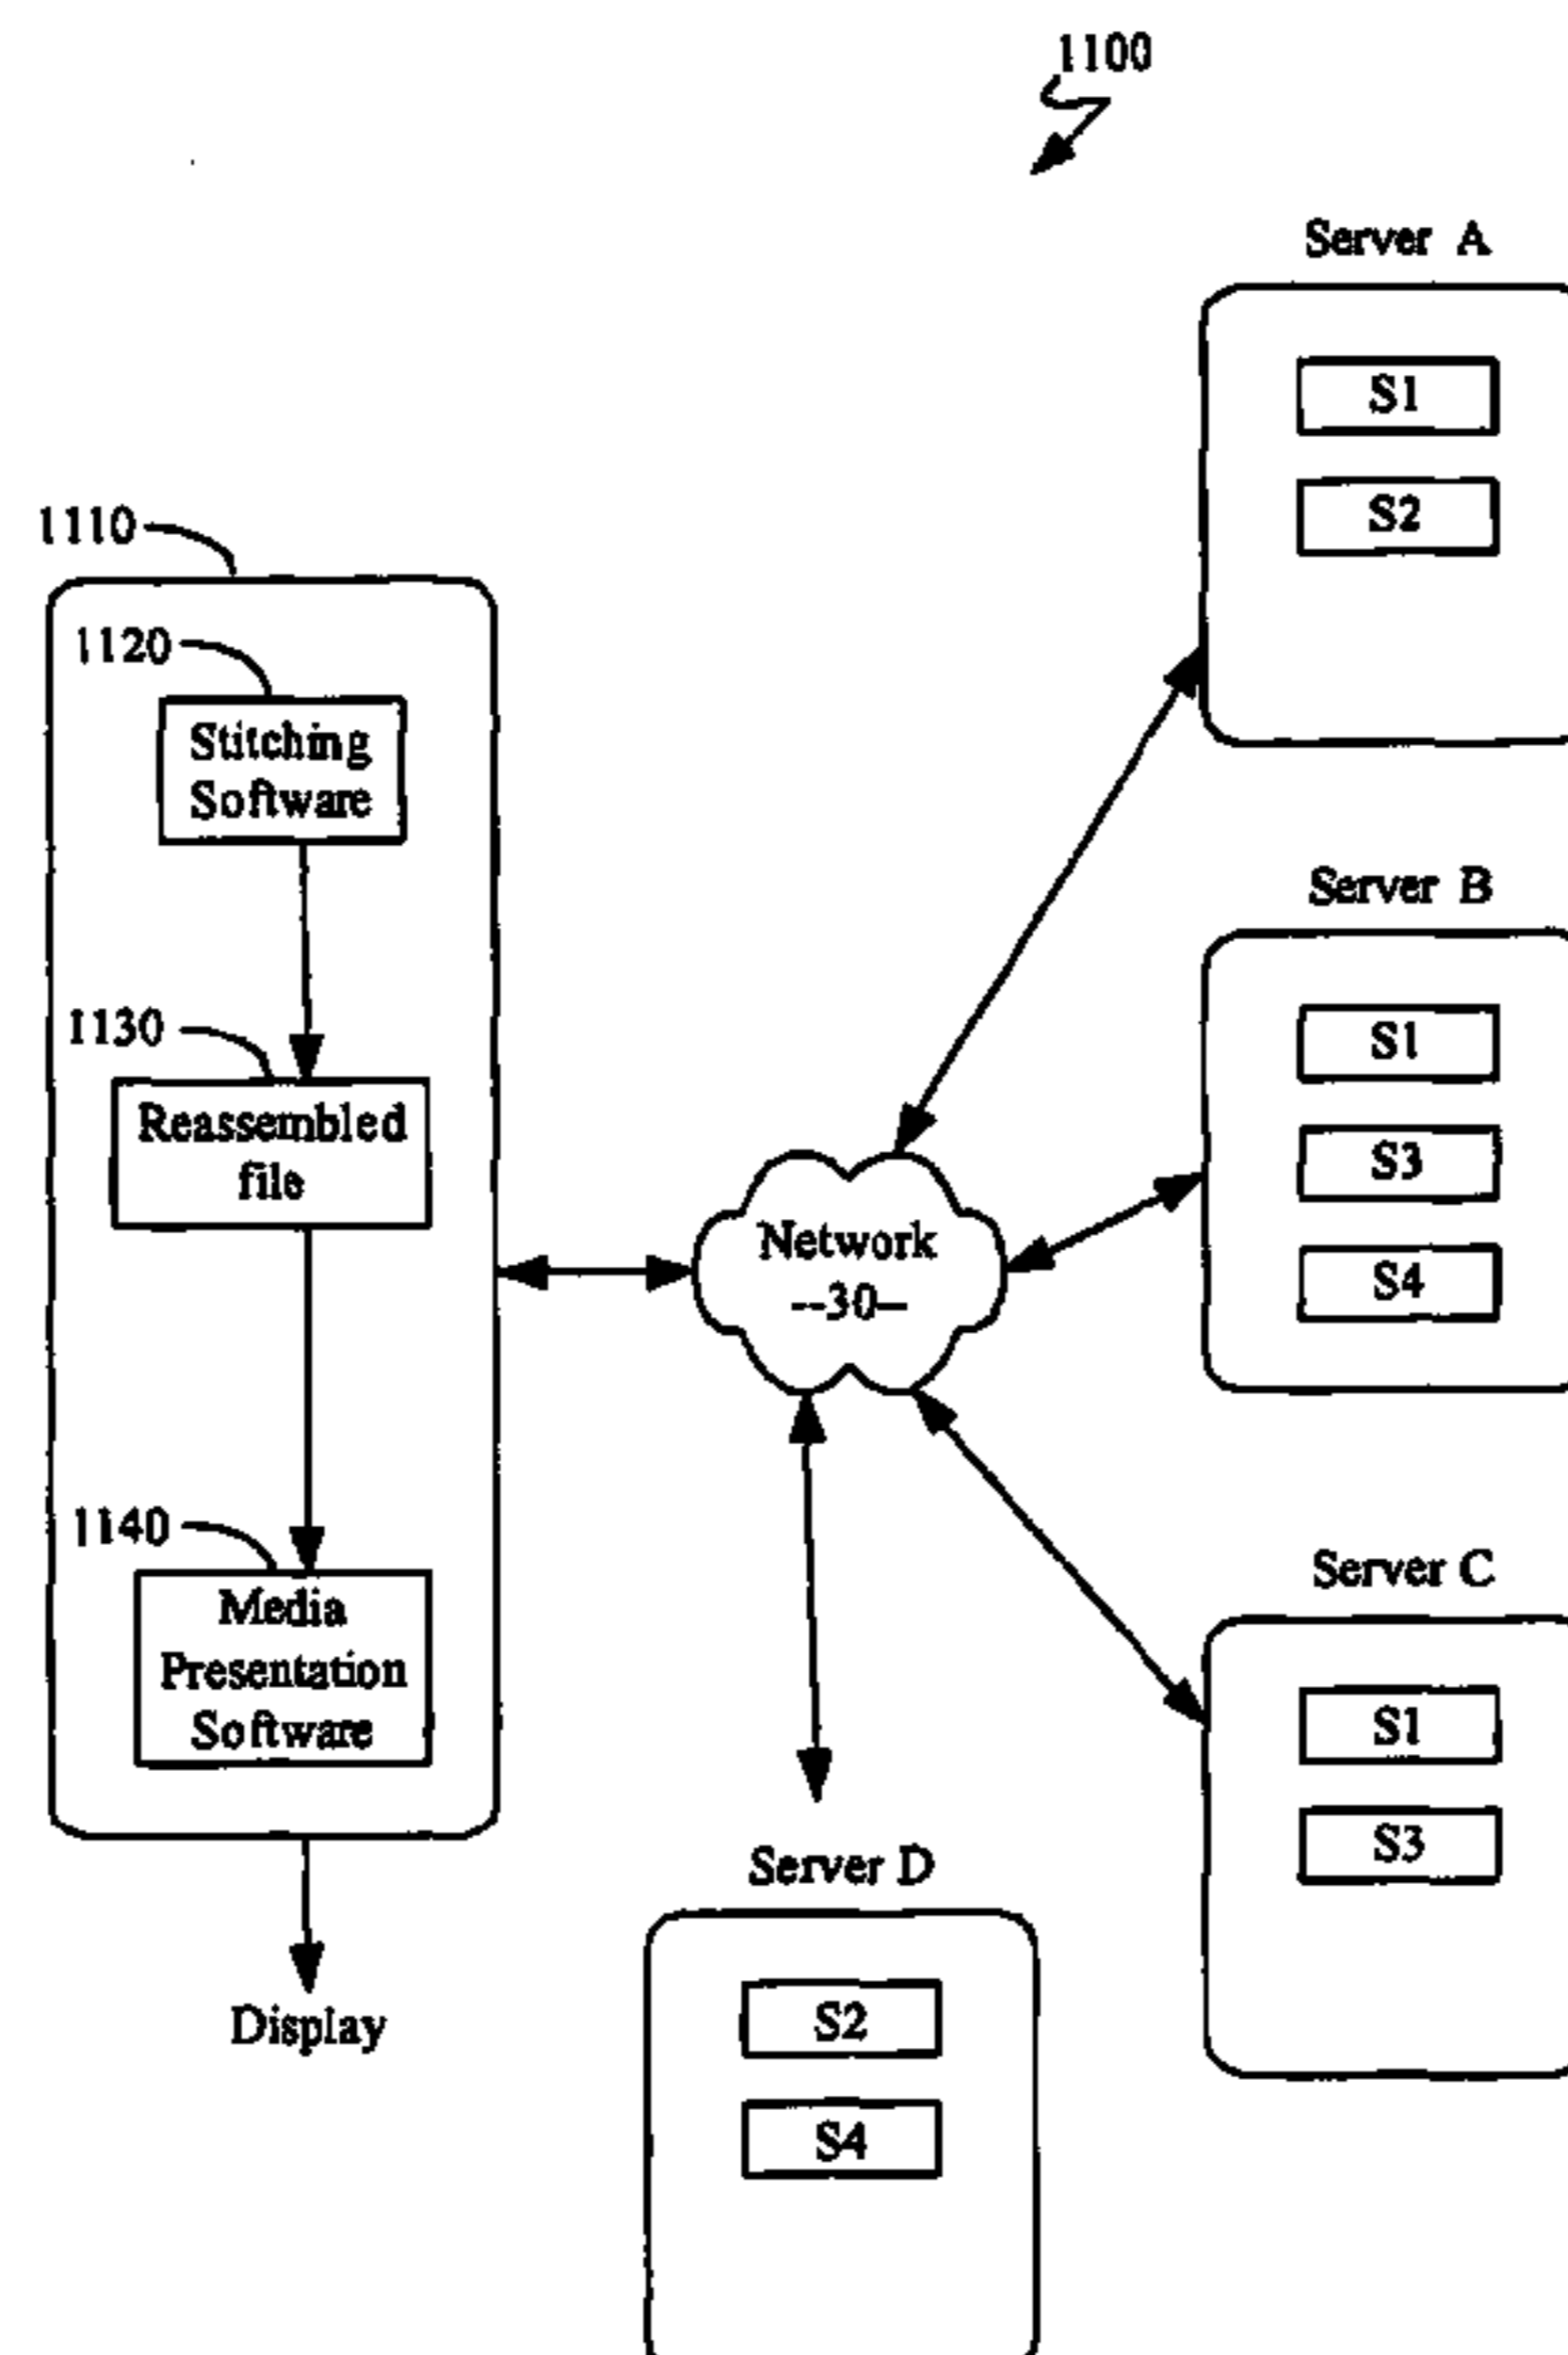 1100
Server A
S1
S2
1110
1120
Stitching
Software
1130
Reassembled
file
1140
Media
Presentation
Software
Display
Network
--30--
Server B
S1
S3
S4
Server C
S1
S3
Server D
S2
S4